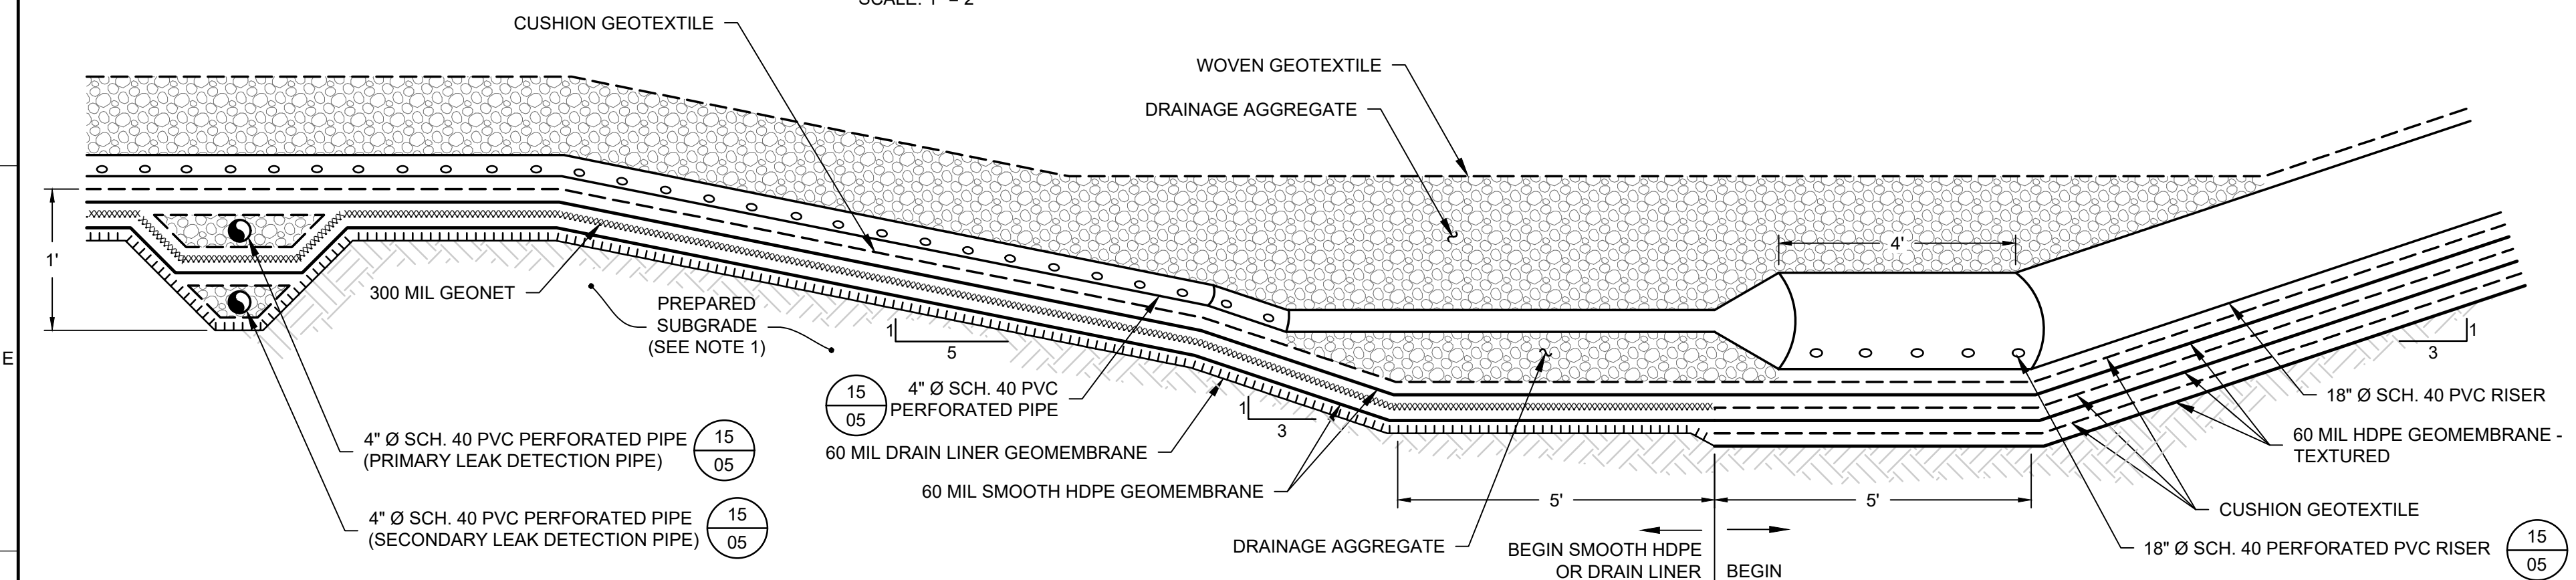 SCALE: 1" = 2'
CUSHION GEOTEXTILE
WOVEN GEOTEXTILE
DRAINAGE AGGREGATE
4'
1'
300 MIL GEONET
PREPARED
SUBGRADE
(SEE NOTE 1)
1
5
1
3
15
05
4" Ø SCH. 40 PVC
PERFORATED PIPE
1
3
18" Ø SCH. 40 PVC RISER
E
4" Ø SCH. 40 PVC PERFORATED PIPE
(PRIMARY LEAK DETECTION PIPE)
15
05
60 MIL DRAIN LINER GEOMEMBRANE
60 MIL HDPE GEOMEMBRANE -
TEXTURED
60 MIL SMOOTH HDPE GEOMEMBRANE
5'
5'
CUSHION GEOTEXTILE
4" Ø SCH. 40 PVC PERFORATED PIPE
(SECONDARY LEAK DETECTION PIPE)
15
05
DRAINAGE AGGREGATE
BEGIN SMOOTH HDPE
OR DRAIN LINER
BEGIN
18" Ø SCH. 40 PERFORATED PVC RISER
15
05